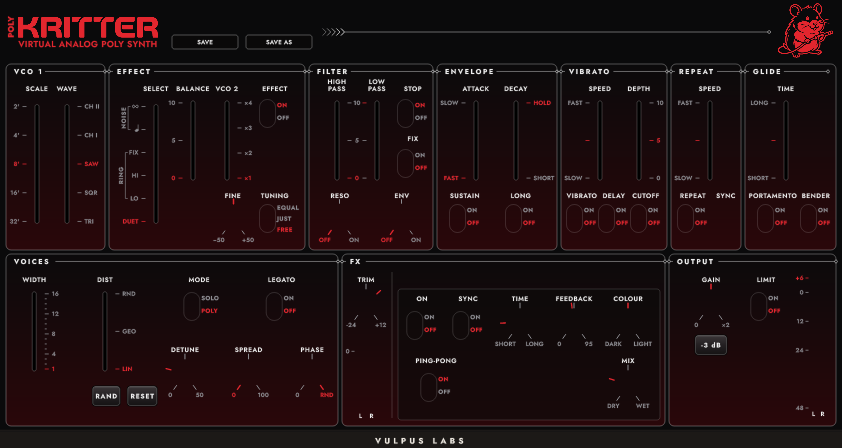 POLY KRITTER
VIRTUAL ANALOG POLY SYNTH
SAVE
SAVE AS
VCO 1
SCALE WAVE
2' CH II
4' CH I
8' SAW
16' SQR
32' TRI
EFFECT
SELECT BALANCE VCO 2 EFFECT
NOISE
RING
FIX
HI
LO
DUET
10
5
0
×4
×3
×2
×1
ON
OFF
FINE
-50 +50
TUNING
EQUAL
JUST
FREE
FILTER
HIGH PASS
LOW PASS
STOP
10
5
0
ON
OFF
FIX
ON
OFF
RESO ENV
OFF ON
OFF ON
ENVELOPE
ATTACK DECAY
SLOW HOLD
FAST SHORT
SUSTAIN LONG
ON
OFF
ON
OFF
VIBRATO
SPEED DEPTH
FAST 10
5
SLOW 0
VIBRATO DELAY CUTOFF
ON ON ON
OFF OFF OFF
REPEAT
SPEED
FAST
SLOW
REPEAT SYNC
ON
OFF
GLIDE
TIME
LONG
SHORT
PORTAMENTO BENDER
ON ON
OFF OFF
VOICES
WIDTH DIST MODE LEGATO
16
12
8
4
1
RND
GEO
LIN
SOLO
POLY
ON
OFF
DETUNE SPREAD PHASE
0 50
0 100
0 RND
RAND RESET
FX
TRIM
-24 +12
0
L R
ON SYNC TIME FEEDBACK COLOUR
ON ON
OFF OFF
SHORT LONG
0 95
DARK LIGHT
PING-PONG
ON
OFF
MIX
DRY WET
OUTPUT
GAIN LIMIT
0 ×2
ON
OFF
-3 dB
+6
0
12
24
48
L R
VULPUS LABS